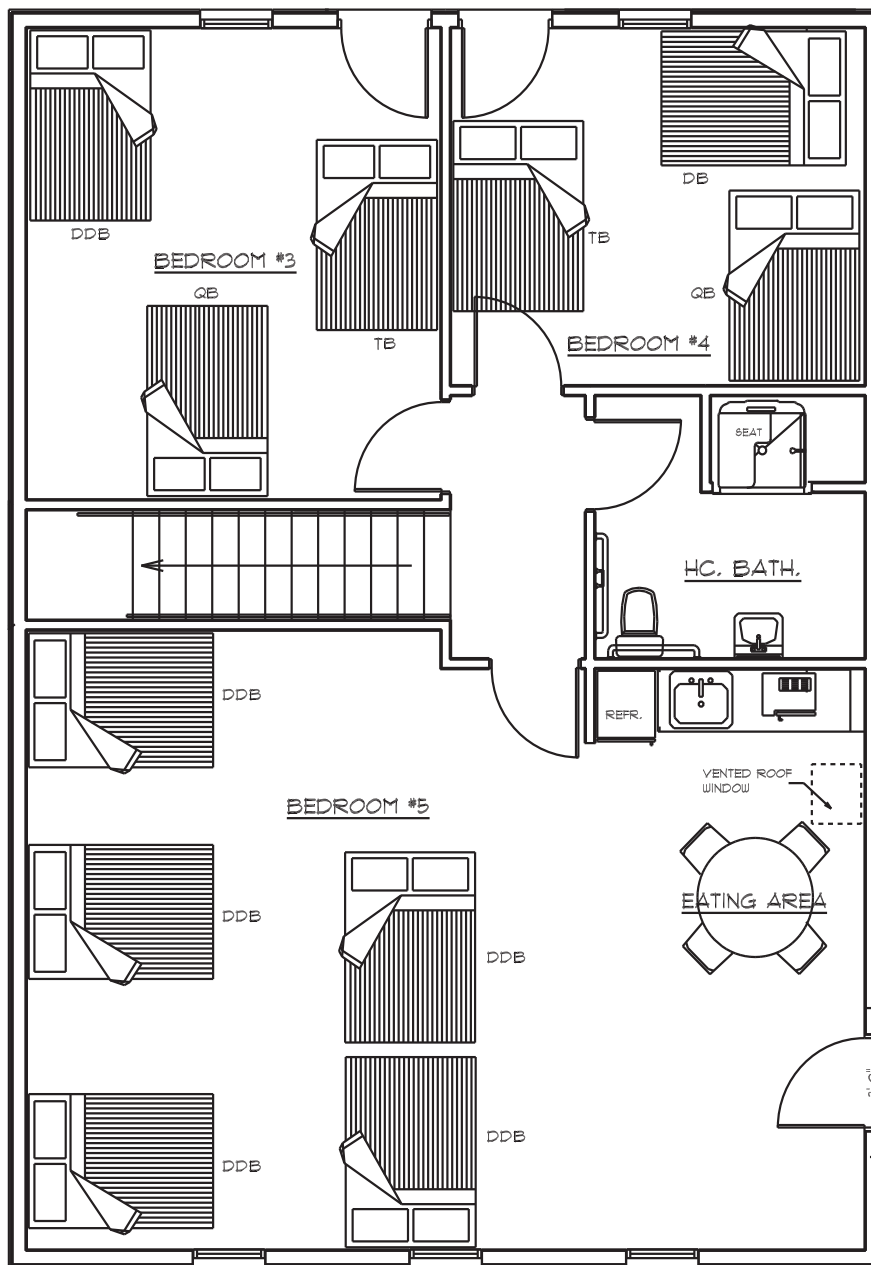 DDB
BEDROOM #3
QB
TB
DB
TB
QB
BEDROOM #4
SEAT
HC. BATH.
REFR.
DDB
VENTED ROOF
WINDOW
BEDROOM #5
EATING AREA
DDB
DDB
DDB
DDB